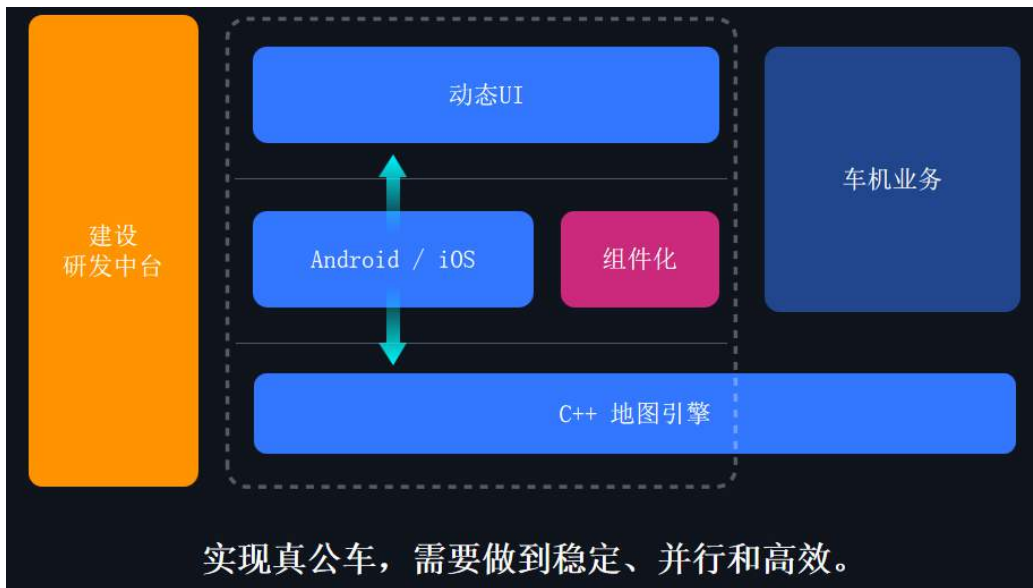 建设
研发中台
动态UI
Android / iOS
组件化
车机业务
C++ 地图引擎
实现真公车，需要做到稳定、并行和高效。